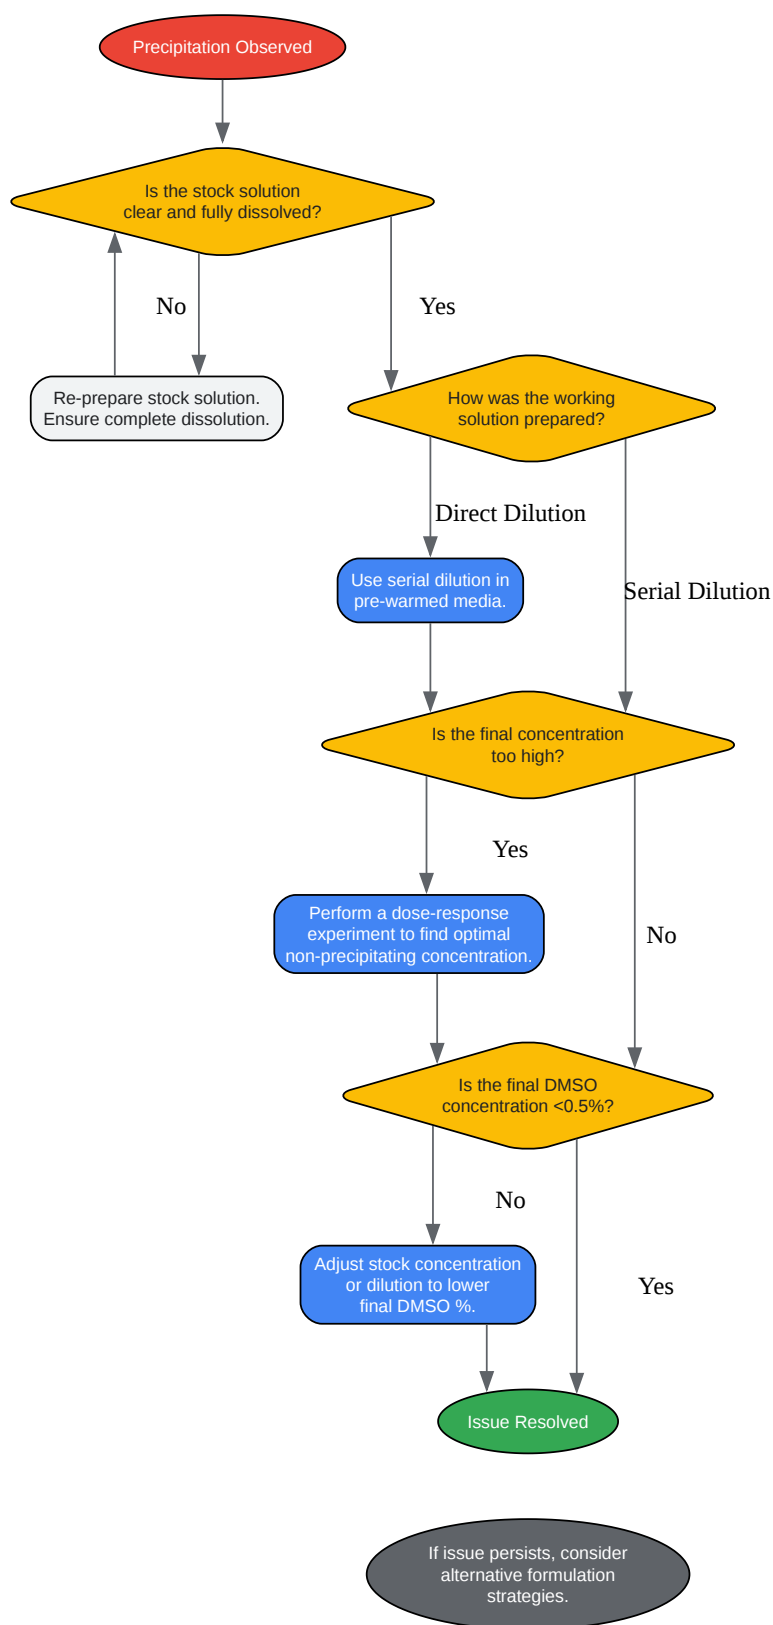 Precipitation Observed
Is the stock solution
clear and fully dissolved?
No
Yes
Re-prepare stock solution.
Ensure complete dissolution.
How was the working
solution prepared?
Direct Dilution
Use serial dilution in
pre-warmed media.
Serial Dilution
Is the final concentration
too high?
Yes
Perform a dose-response
experiment to find optimal
non-precipitating concentration.
No
Is the final DMSO
concentration <0.5%?
No
Adjust stock concentration
or dilution to lower
final DMSO %.
Yes
Issue Resolved
If issue persists, consider
alternative formulation
strategies.